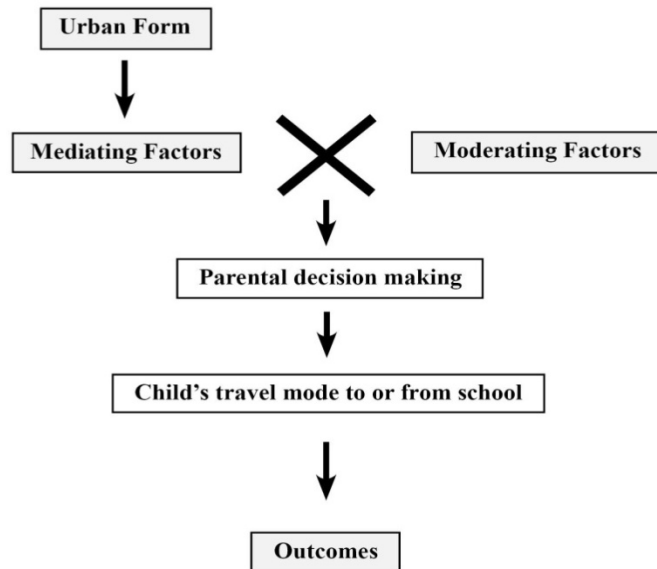 Urban Form
Mediating Factors
Moderating Factors
Parental decision making
Child’s travel mode to or from school
Outcomes